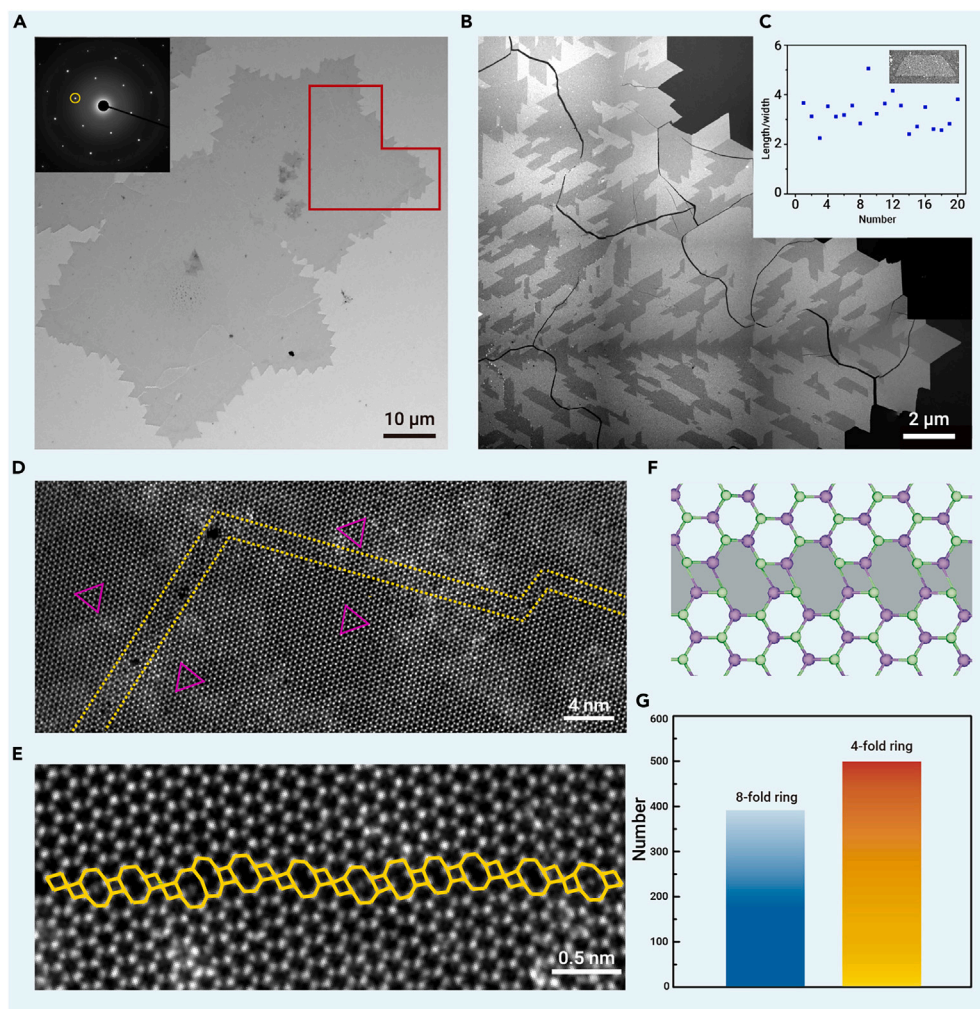 A
10 µm
B
2 µm
C
Length/width
6
4
2
0
0
4
8
12
16
20
Number
D
4 nm
E
0.5 nm
F
G
Number
600
500
400
300
200
100
0
8-fold ring
4-fold ring